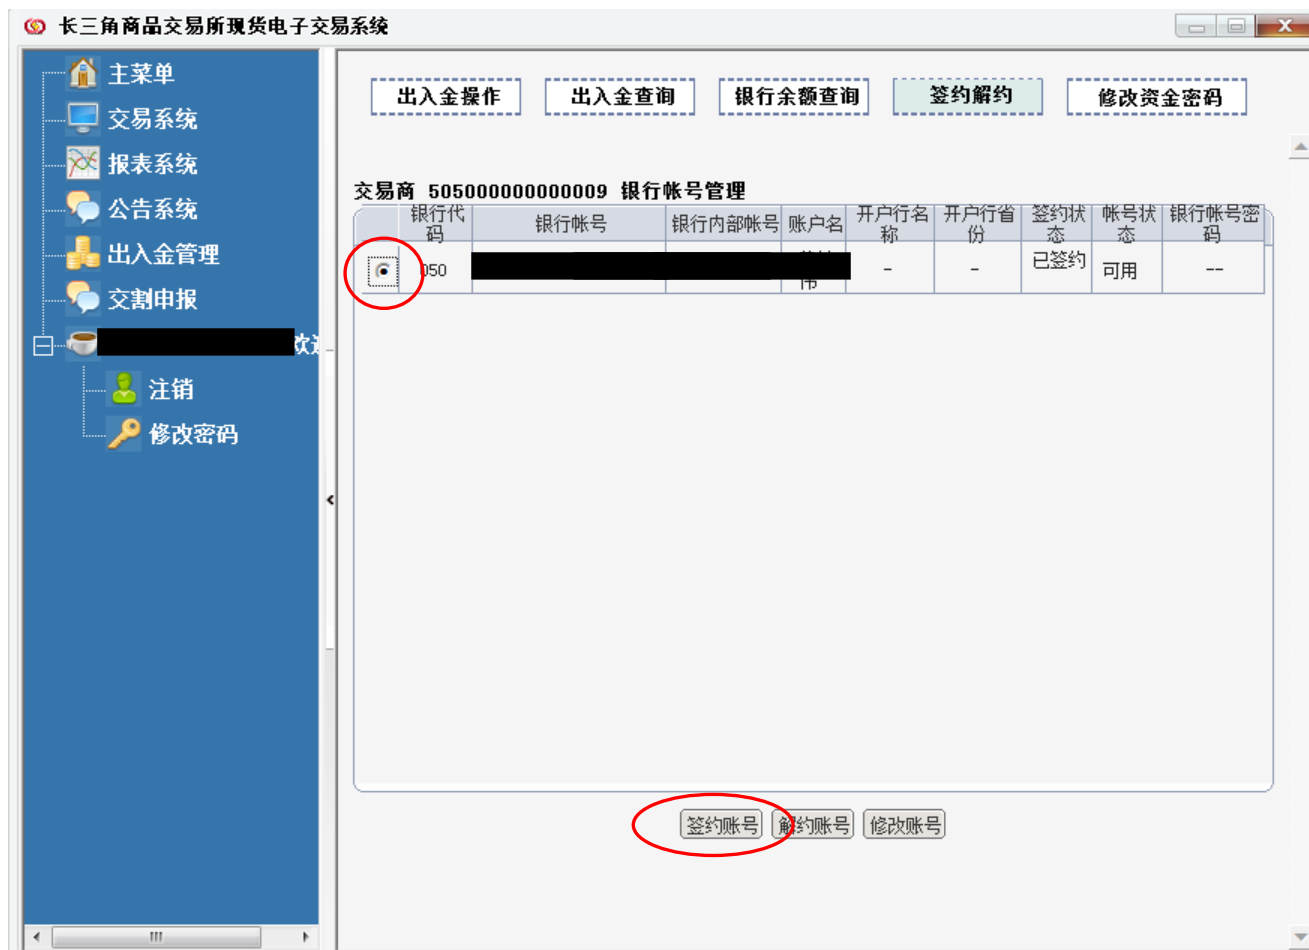 长三角商品交易所现货电子交易系统
主菜单
交易系统
报表系统
公告系统
出入金管理
交割申报
欢
注销
修改密码
出入金操作 出入金查询 银行余额查询 签约解约 修改资金密码
交易商 505000000000009 银行帐号管理
银行代码 银行帐号 银行内部帐号 账户名 开户行名称 开户行省份 签约状态 帐号状态 银行帐号密码
050 - - 已签约 可用 --
签约账号 解约账号 修改账号